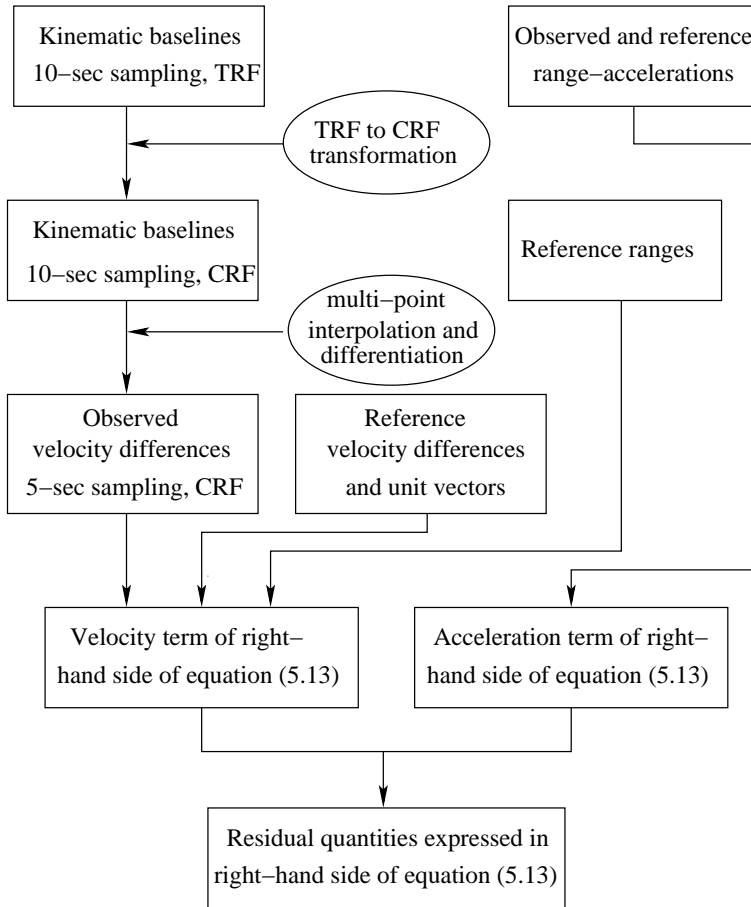 Kinematic baselines
10−sec sampling, TRF
Observed and reference
range−accelerations
TRF to CRF
transformation
Kinematic baselines
10−sec sampling, CRF
Reference ranges
multi−point
interpolation and
differentiation
Observed
velocity differences
5−sec sampling, CRF
Reference
velocity differences
and unit vectors
Velocity term of right−
hand side of equation (5.13)
Acceleration term of right−
hand side of equation (5.13)
Residual quantities expressed in
right−hand side of equation (5.13)